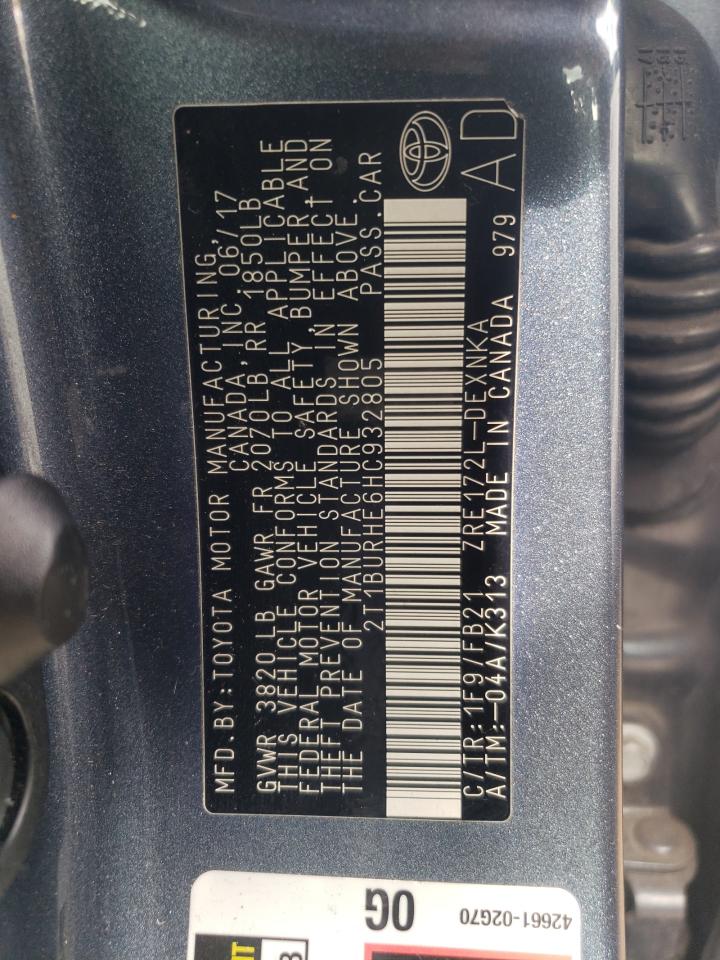 MFD.BY:TOYOTA MOTOR MANUFACTURING,
CANADA,INC.06/17
GVWR 3820 LB GAWR FR 2070LB RR 1850LB
THIS VEHICLE CONFORMS TO ALL APPLICABLE
FEDERAL MOTOR VEHICLE SAFETY,BUMPER,AND
THEFT PREVENTION STANDARDS IN EFFECT ON
THE DATE OF MANUFACTURE SHOWN ABOVE.
2T1BURHE6HC932805 PASS.CAR
C/TR:1F9/FB21 ZRE172L-DEXNKA
A/TM:-04A/K313 MADE IN CANADA 979
AD
0G
42661-02G70